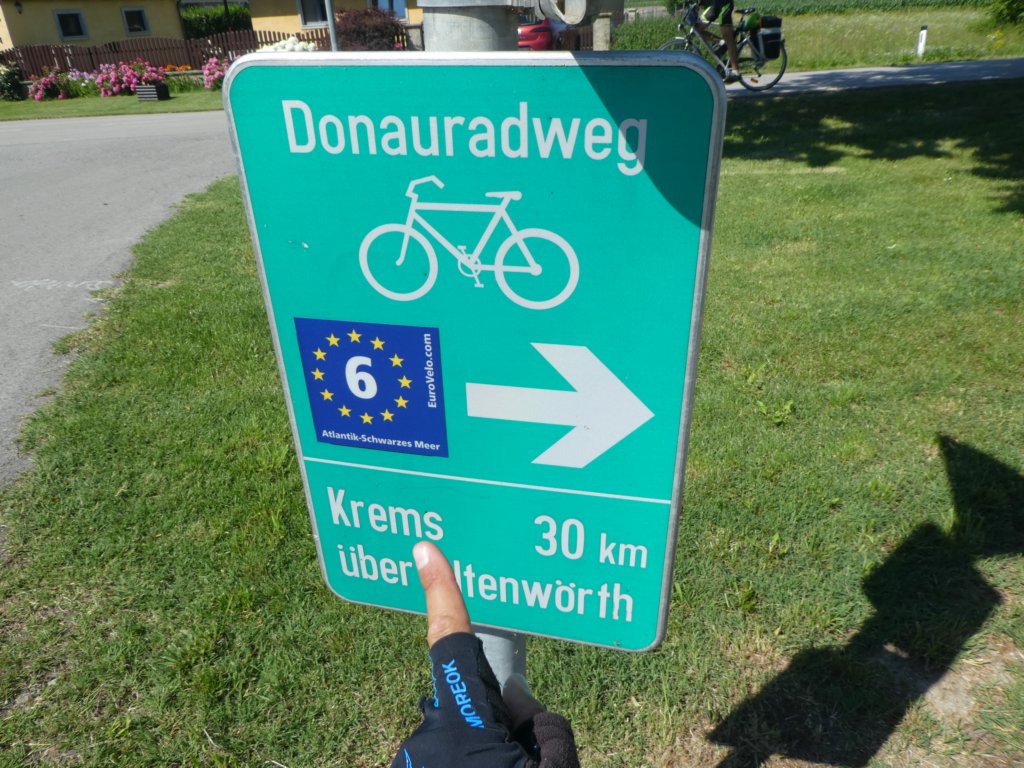 Donauradweg
6
EuroVelo.com
Atlantik-Schwarzes Meer
Krems 30 km
über ltenwörth
MOREOK